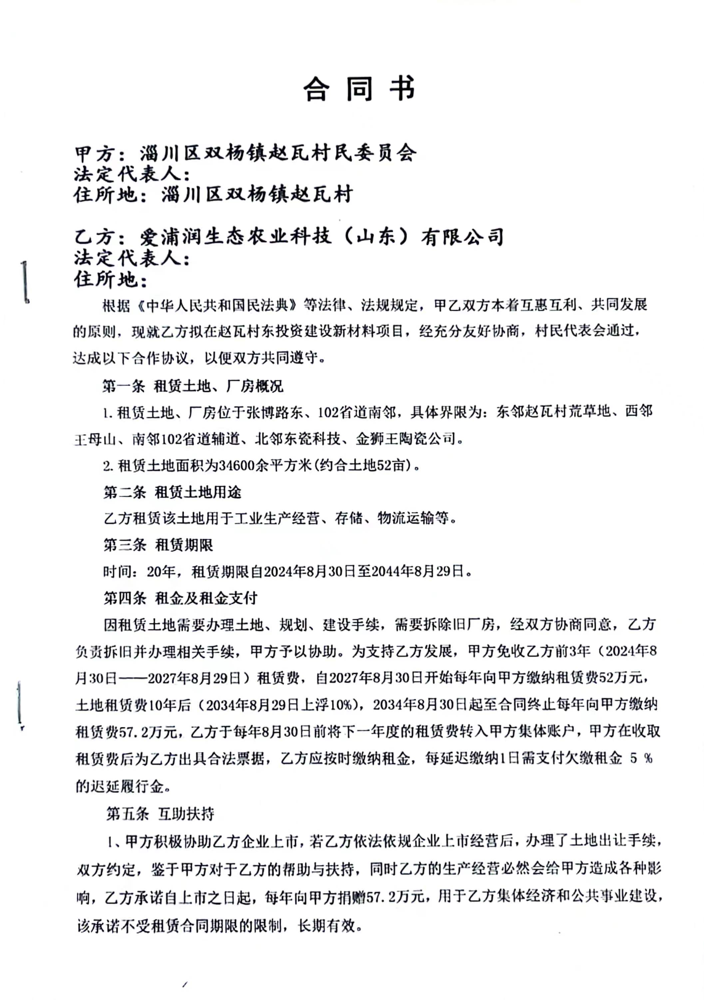 合同书
甲方：淄川区双杨镇赵瓦村民委员会
法定代表人：
住所地：淄川区双杨镇赵瓦村
乙方：爱浦润生态农业科技（山东）有限公司
法定代表人：
住所地：
根据《中华人民共和国民法典》等法律、法规规定，甲乙双方本着互惠互利、共同发展
的原则，现就乙方拟在赵瓦村东投资建设新材料项目，经充分友好协商，村民代表会通过，
达成以下合作协议，以便双方共同遵守。
第一条 租赁土地、厂房概况
1.租赁土地、厂房位于张博路东、102省道南邻，具体界限为：东邻赵瓦村荒草地、西邻
王母山、南邻102省道辅道、北邻东瓷科技、金狮王陶瓷公司。
2.租赁土地面积为34600余平方米(约合土地52亩)。
第二条 租赁土地用途
乙方租赁该土地用于工业生产经营、存储、物流运输等。
第三条 租赁期限
时间：20年，租赁期限自2024年8月30日至2044年8月29日。
第四条 租金及租金支付
因租赁土地需要办理土地、规划、建设手续，需要拆除旧厂房，经双方协商同意，乙方
负责拆旧并办理相关手续，甲方予以协助。为支持乙方发展，甲方免收乙方前3年（2024年8
月30日——2027年8月29日）租赁费，自2027年8月30日开始每年向甲方缴纳租赁费52万元，
土地租赁费10年后（2034年8月29日上浮10%），2034年8月30日起至合同终止每年向甲方缴纳
租赁费57.2万元，乙方于每年8月30日前将下一年度的租赁费转入甲方集体账户，甲方在收取
租赁费后为乙方出具合法票据，乙方应按时缴纳租金，每延迟缴纳1日需支付欠缴租金 5 %
的迟延履行金。
第五条 互助扶持
1、甲方积极协助乙方企业上市，若乙方依法依规企业上市经营后，办理了土地出让手续，
双方约定，鉴于甲方对于乙方的帮助与扶持，同时乙方的生产经营必然会给甲方造成各种影
响，乙方承诺自上市之日起，每年向甲方捐赠57.2万元，用于乙方集体经济和公共事业建设，
该承诺不受租赁合同期限的限制，长期有效。